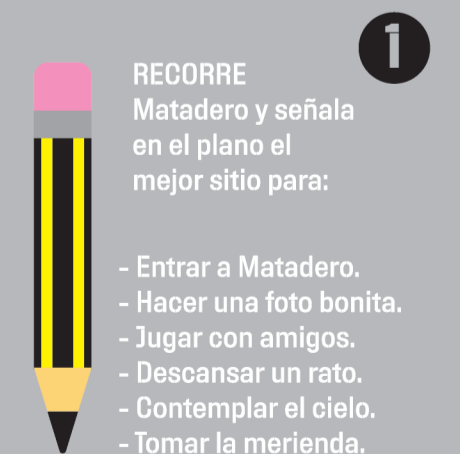 1
RECORRE
Matadero y señala
en el plano el
mejor sitio para:
- Entrar a Matadero.
- Hacer una foto bonita.
- Jugar con amigos.
- Descansar un rato.
- Contemplar el cielo.
- Tomar la merienda.